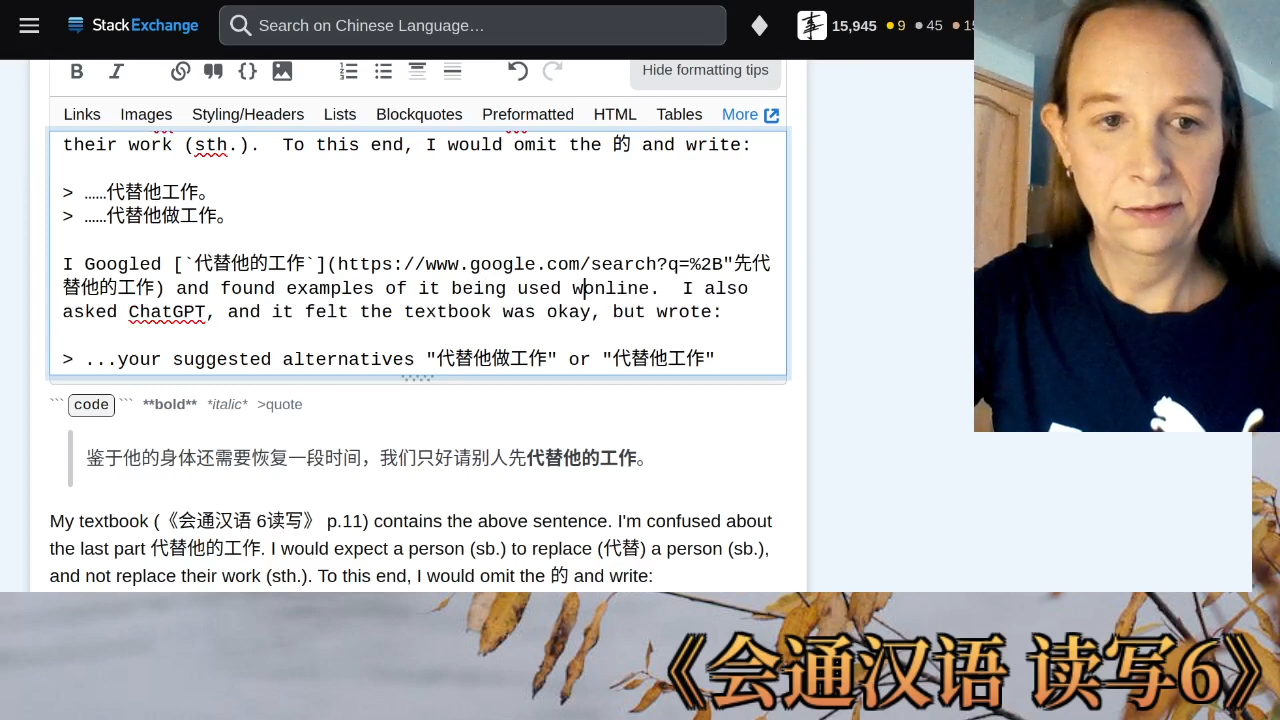 StackExchange
Search on Chinese Language…
15,945
9
45
Hide formatting tips
Links Images Styling/Headers Lists Blockquotes Preformatted HTML Tables More
their work (sth.).  To this end, I would omit the 的 and write:
> ……代替他工作。
> ……代替他做工作。
I Googled [`代替他的工作`](https://www.google.com/search?q=%2B"先代
替他的工作) and found examples of it being used wonline.  I also
asked ChatGPT, and it felt the textbook was okay, but wrote:
> ...your suggested alternatives "代替他做工作" or "代替他工作"
``` code ``` **bold** *italic* >quote
鉴于他的身体还需要恢复一段时间，我们只好请别人先代替他的工作。
My textbook (《会通汉语 6读写》 p.11) contains the above sentence. I'm confused about
the last part 代替他的工作. I would expect a person (sb.) to replace (代替) a person (sb.),
and not replace their work (sth.). To this end, I would omit the 的 and write:
《会通汉语 读写6》